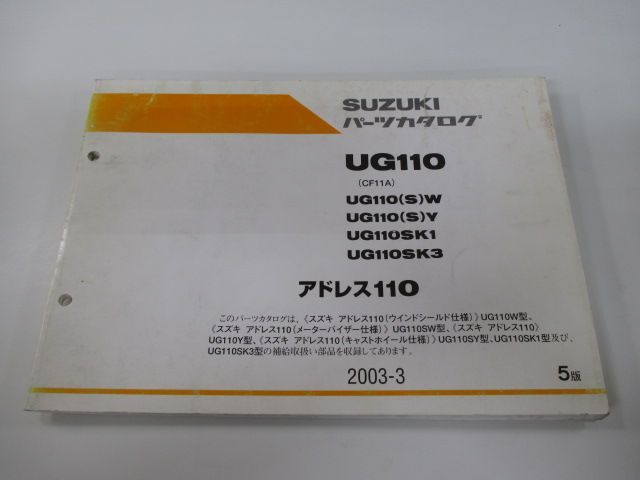 SUZUKI
パーツカタログ
UG110
(CF11A)
UG110(S)W
UG110(S)Y
UG110SK1
UG110SK3
アドレス110
このパーツカタログは、《スズキ アドレス110(ウインドシールド仕様)》UG110W型、
《スズキ アドレス110(メーターバイザー仕様)》UG110SW型、《スズキ アドレス110》
UG110Y型、《スズキ アドレス110(キャストホイール仕様)》UG110SY型、UG110SK1型及び、
UG110SK3型の補給取扱い部品を収録してあります。
2003-3
5版